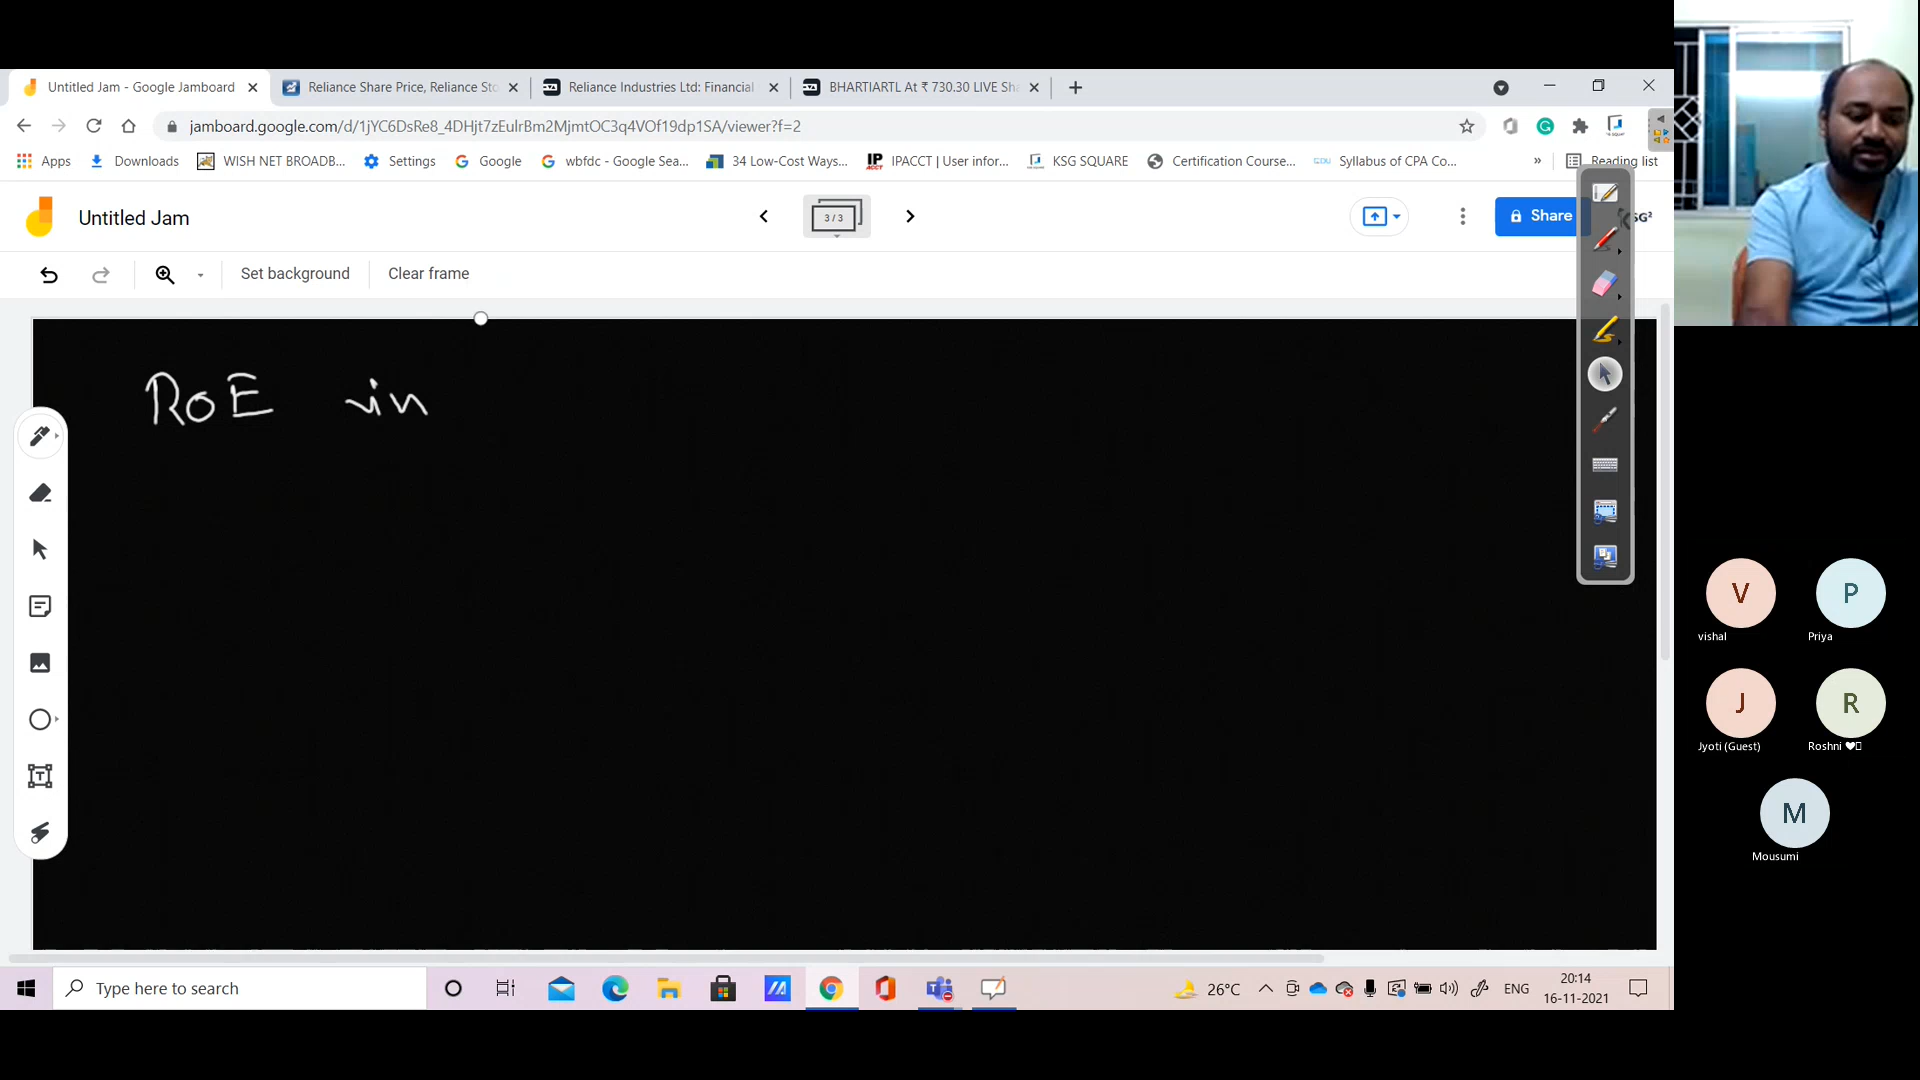 Untitled Jam - Google Jamboard
Reliance Share Price, Reliance Sto
Reliance Industries Ltd: Financial
BHARTIARTL At ₹ 730.30 LIVE Sha
jamboard.google.com/d/1jYC6DsRe8_4DHjt7zEulrBm2MjmtOC3q4VOf19dp1SA/viewer?f=2
Apps
Downloads
WISH NET BROADB...
Settings
Google
wbfdc - Google Sea...
34 Low-Cost Ways...
IPACCT | User infor...
KSG SQUARE
Certification Course...
Syllabus of CPA Co...
»
Reading list
Untitled Jam
3 / 3
Share
SG²
Set background
Clear frame
RoE in
V
vishal
P
Priya
J
Jyoti (Guest)
R
Roshni ❤
M
Mousumi
Type here to search
26°C
ENG
20:14
16-11-2021